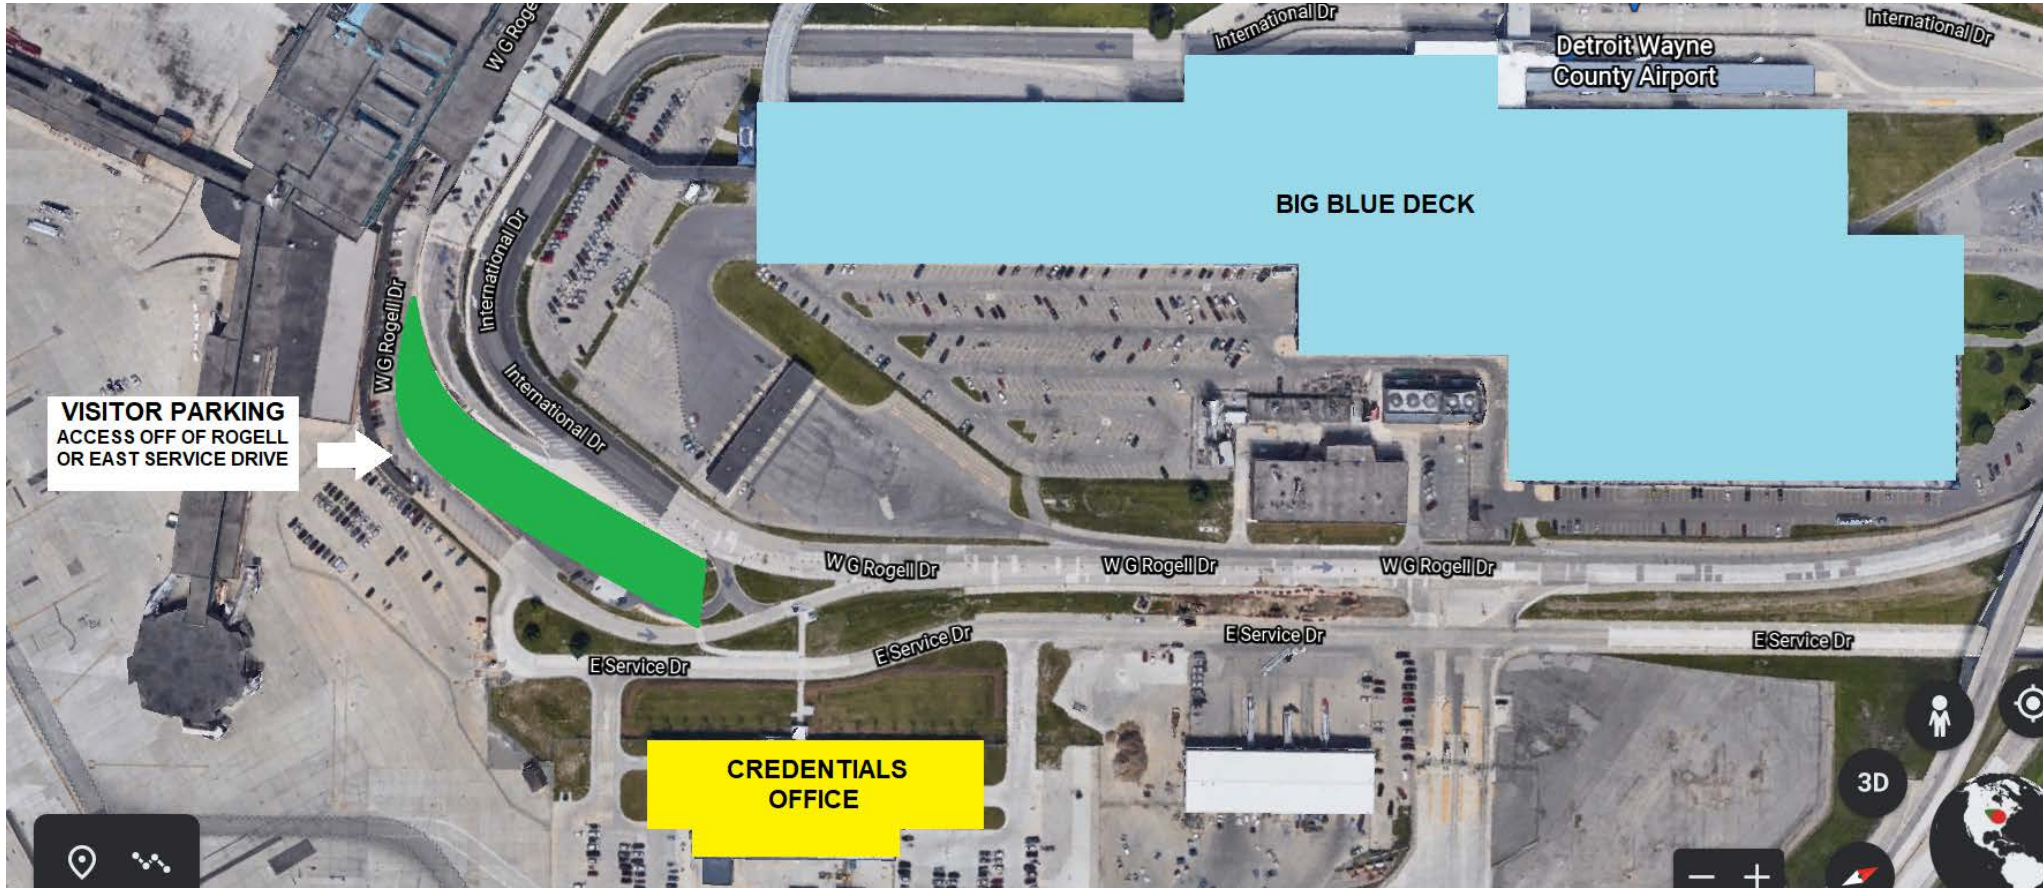 W G Rogel
International Dr
International Dr
Detroit Wayne
County Airport
BIG BLUE DECK
International Dr
W G Rogell Dr
International Dr
VISITOR PARKING
ACCESS OFF OF ROGELL
OR EAST SERVICE DRIVE
W G Rogell Dr
W G Rogell Dr
W G Rogell Dr
E Service Dr
E Service Dr
E Service Dr
E Service Dr
CREDENTIALS
OFFICE
3D